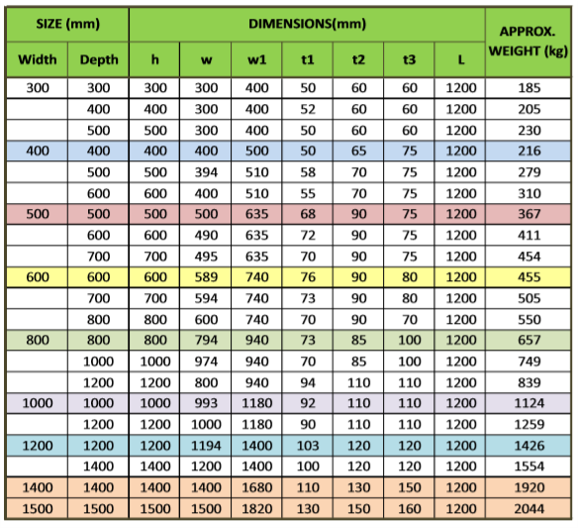 SIZE (mm) DIMENSIONS(mm) APPROX. WEIGHT (kg)
Width Depth h w w1 t1 t2 t3 L
300 300 300 300 400 50 60 60 1200 185
400 400 300 400 52 60 60 1200 205
500 500 300 400 50 60 60 1200 230
400 400 400 400 500 50 65 75 1200 216
500 500 394 510 58 70 75 1200 279
600 600 400 510 55 70 75 1200 310
500 500 500 500 635 68 90 75 1200 367
600 600 490 635 72 90 75 1200 411
700 700 495 635 70 90 75 1200 454
600 600 600 589 740 76 90 80 1200 455
700 700 594 740 73 90 80 1200 505
800 800 600 740 70 90 70 1200 550
800 800 800 794 940 73 85 100 1200 657
1000 1000 974 940 70 85 100 1200 749
1200 1200 800 940 94 110 110 1200 839
1000 1000 1000 993 1180 92 110 110 1200 1124
1200 1200 1000 1180 90 110 110 1200 1259
1200 1200 1200 1194 1400 103 120 120 1200 1426
1400 1400 1200 1400 100 120 120 1200 1554
1400 1400 1400 1400 1680 110 130 150 1200 1920
1500 1500 1500 1500 1820 130 150 160 1200 2044